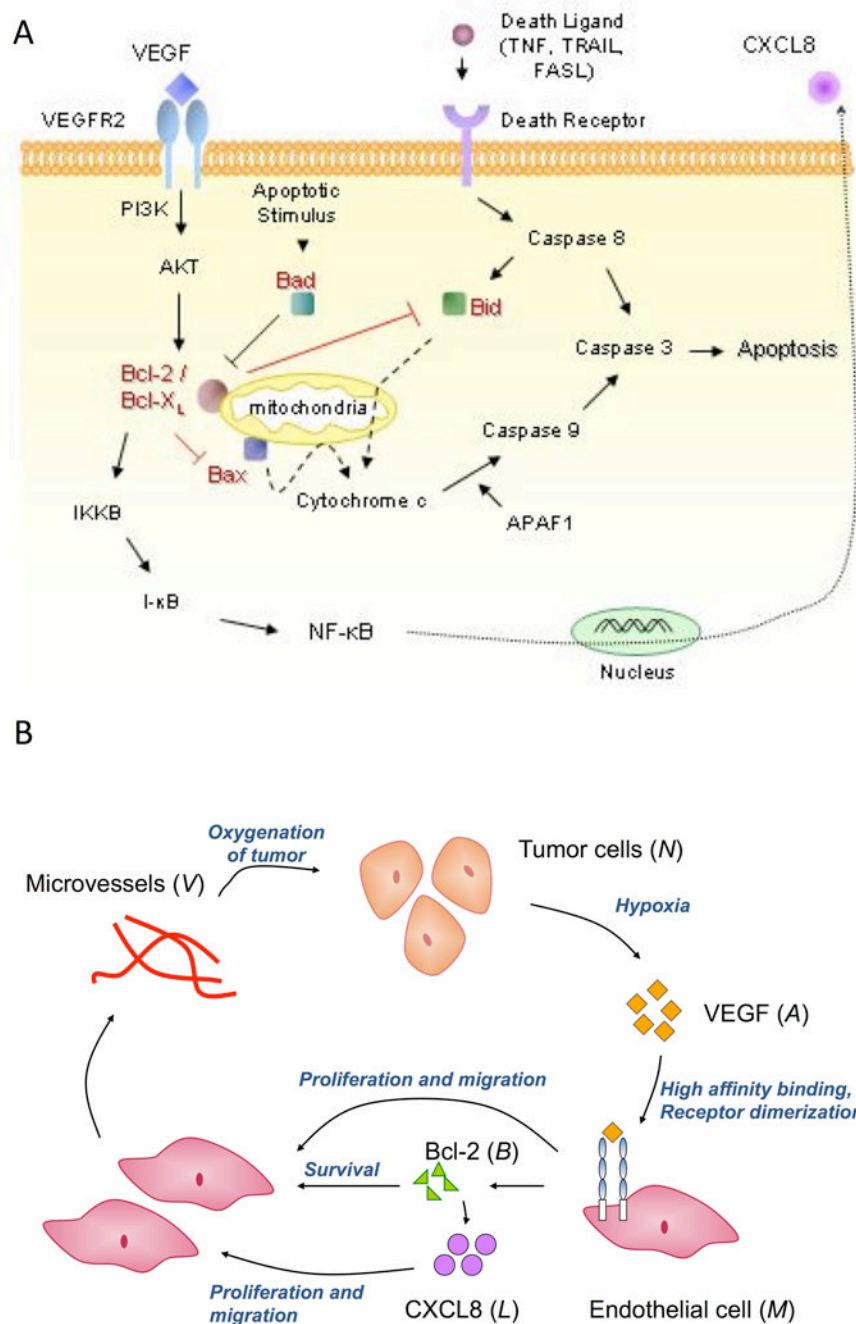 A
VEGF
Death Ligand
(TNF, TRAIL,
FASL)
CXCL8
VEGFR2
Death Receptor
PI3K
Apoptotic
Stimulus
Caspase 8
AKT
Bad
Bid
Caspase 3
Apoptosis
Bcl-2 /
Bcl-XL
mitochondria
Caspase 9
Bax
Cytochrome c
IKKB
APAF1
I-κB
NF-κB
Nucleus
B
Oxygenation
of tumor
Tumor cells (N)
Microvessels (V)
Hypoxia
VEGF (A)
Proliferation and migration
High affinity binding,
Receptor dimerization
Bcl-2 (B)
Survival
Proliferation and
migration
CXCL8 (L)
Endothelial cell (M)